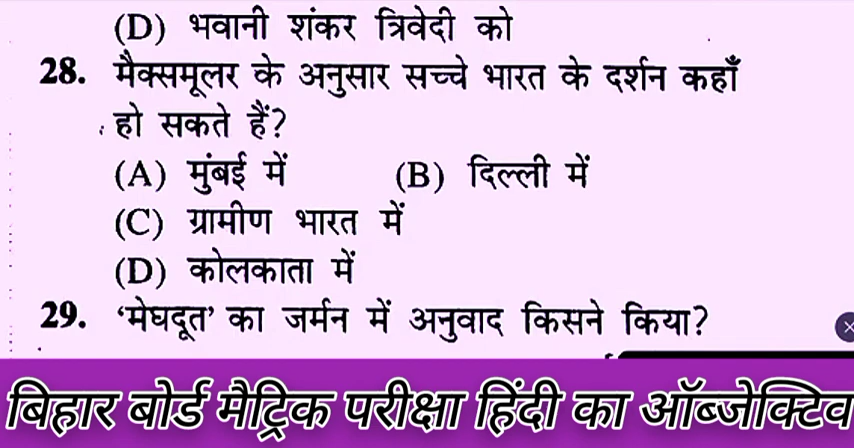 (D) भवानी शंकर त्रिवेदी को
28. मैक्समूलर के अनुसार सच्चे भारत के दर्शन कहाँ
हो सकते हैं?
(A) मुंबई में (B) दिल्ली में
(C) ग्रामीण भारत में
(D) कोलकाता में
29. 'मेघदूत' का जर्मन में अनुवाद किसने किया?
बिहार बोर्ड मैट्रिक परीक्षा हिंदी का ऑब्जेक्टिव